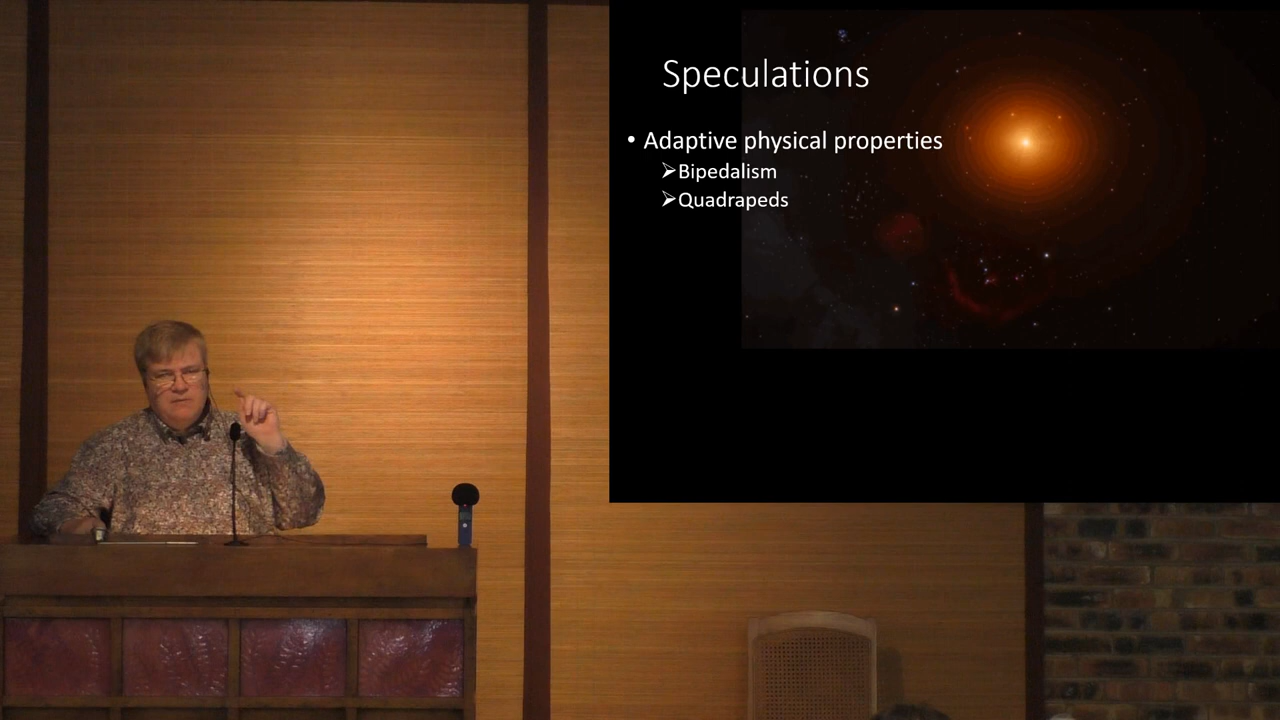 Speculations
• Adaptive physical properties
➢Bipedalism
➢Quadrapeds